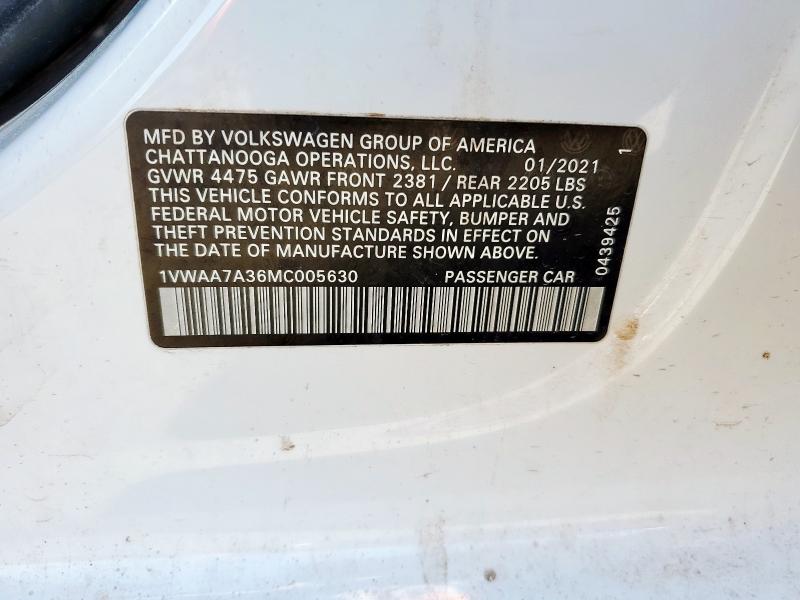 MFD BY VOLKSWAGEN GROUP OF AMERICA
CHATTANOOGA OPERATIONS, LLC. 01/2021
GVWR 4475 GAWR FRONT 2381 / REAR 2205 LBS
THIS VEHICLE CONFORMS TO ALL APPLICABLE U.S.
FEDERAL MOTOR VEHICLE SAFETY, BUMPER AND
THEFT PREVENTION STANDARDS IN EFFECT ON
THE DATE OF MANUFACTURE SHOWN ABOVE.
1VWAA7A36MC005630 PASSENGER CAR
0439425
1